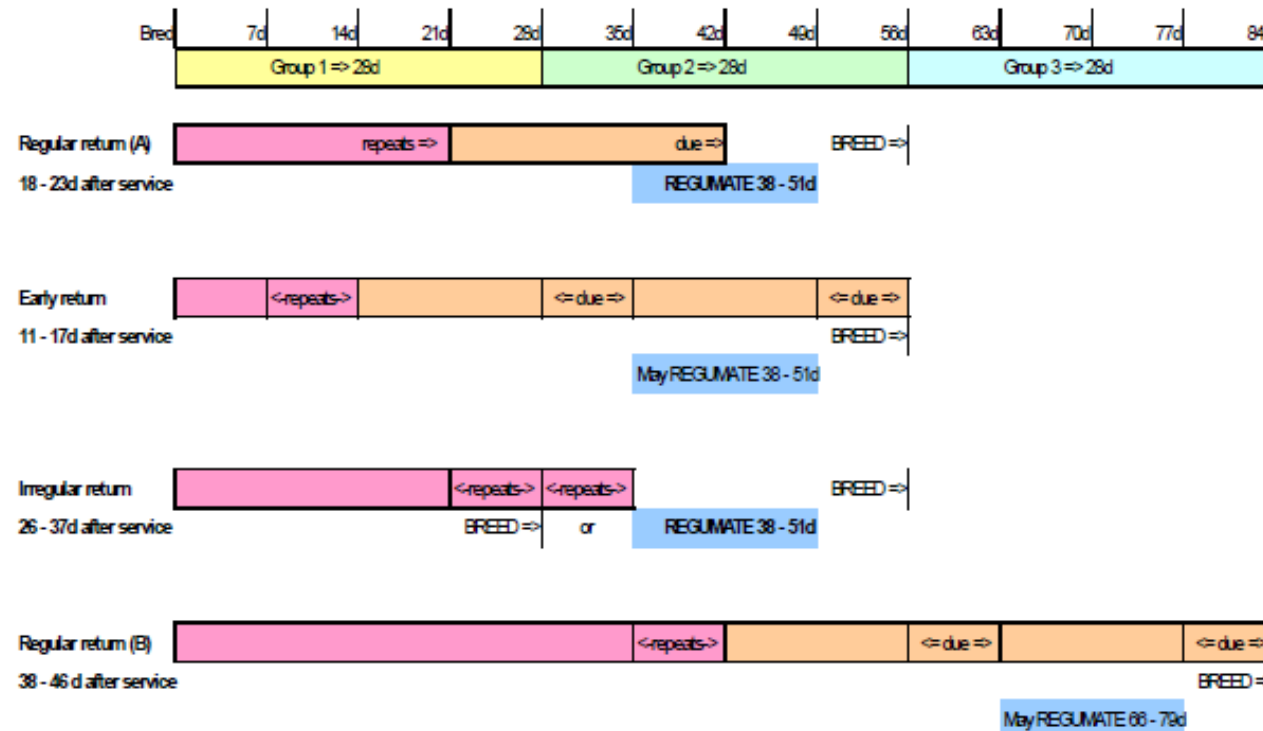 Bred 7d 14d 21d 28d 35d 42d 49d 56d 63d 70d 77d 84
Group 1 => 28d Group 2 => 28d Group 3 => 28d
Regular return (A) repeats => due => BREED =>
18 - 23d after service REGUMATE 38 - 51d
Early return <-repeats-> <= due => <= due =>
11 - 17d after service BREED =>
May REGUMATE 38 - 51d
Irregular return <-repeats-> <-repeats-> BREED =>
26 - 37d after service BREED => or REGUMATE 38 - 51d
Regular return (B) <-repeats-> <= due => <= due =>
38 - 46 d after service BREED =
May REGUMATE 66 - 79d